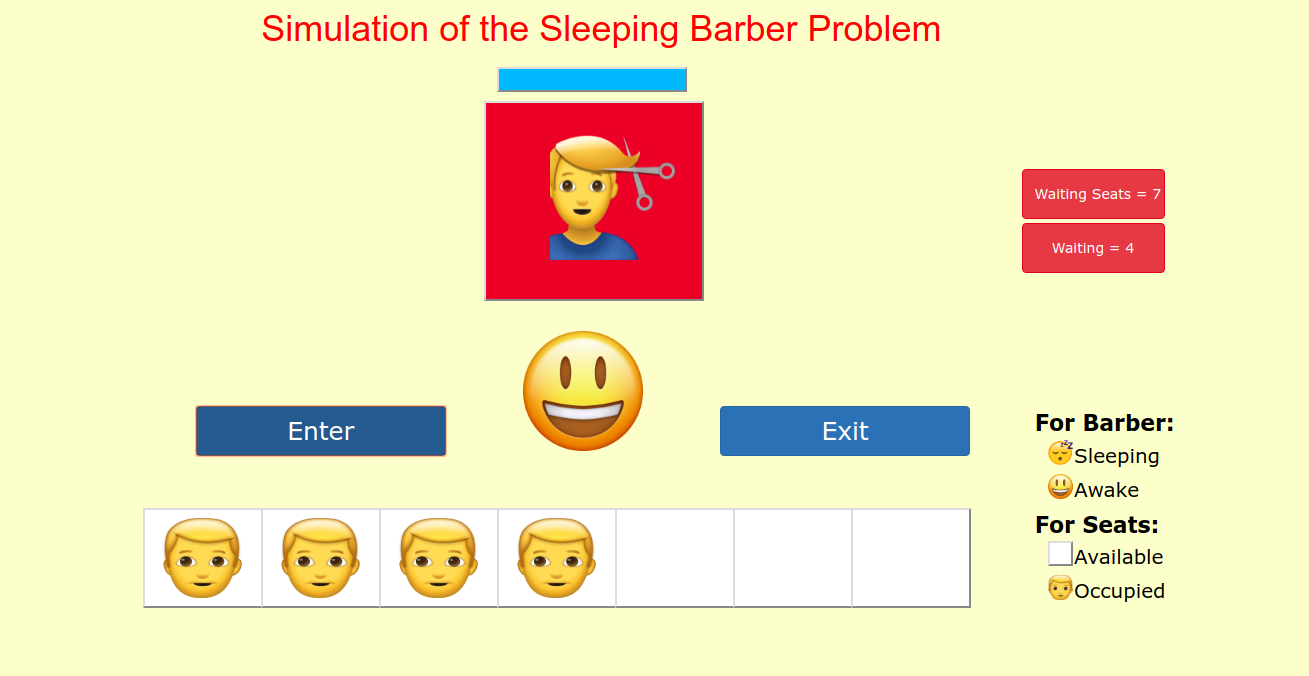 Simulation of the Sleeping Barber Problem
Waiting Seats = 7
Waiting = 4
Enter
Exit
For Barber:
Sleeping
Awake
For Seats:
Available
Occupied